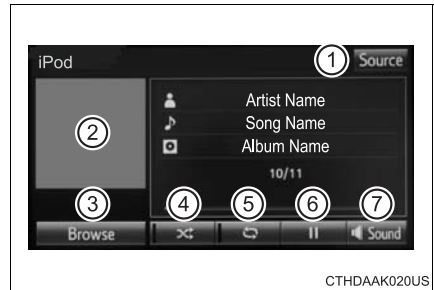 iPod
1
Source
2
Artist Name
Song Name
Album Name
10/11
3
4
5
6
7
Browse
Sound
CTHDAAK020US